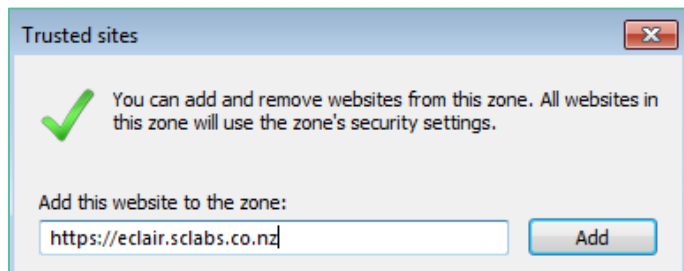 Trusted sites
You can add and remove websites from this zone. All websites in
this zone will use the zone's security settings.
Add this website to the zone:
https://eclair.sclabs.co.nz
Add